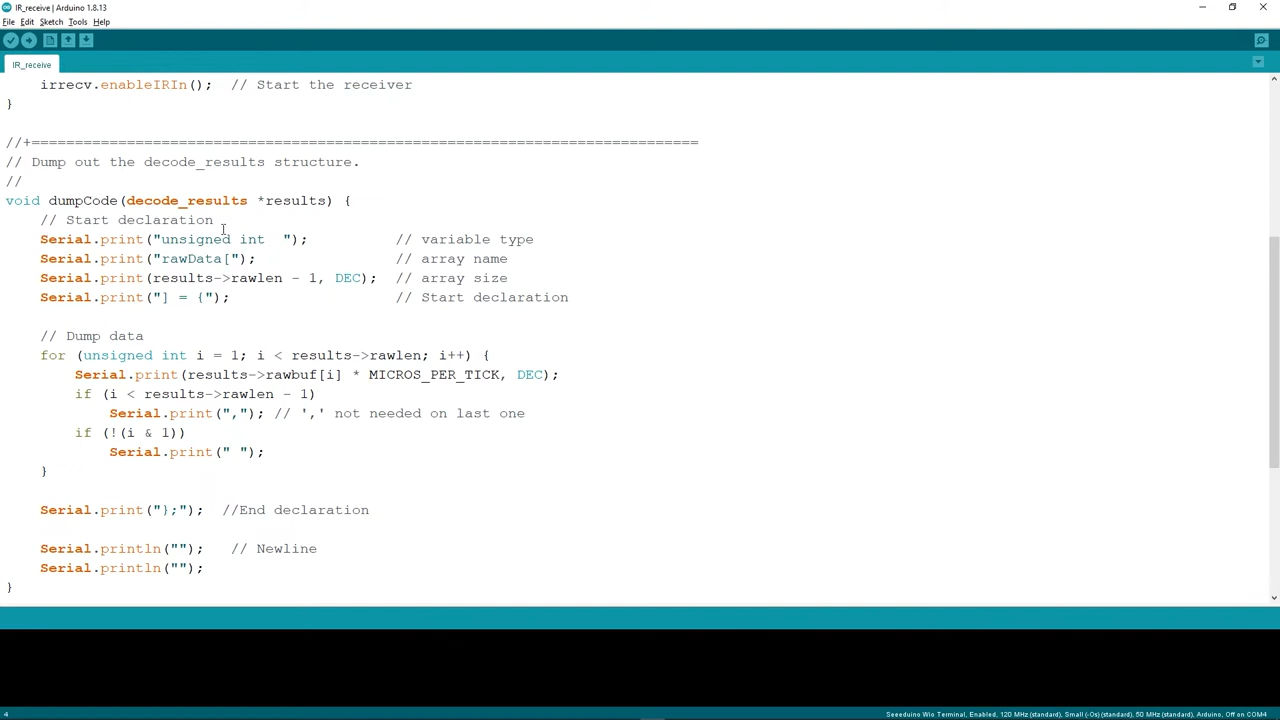 IR_receive | Arduino 1.8.13
File Edit Sketch Tools Help
IR_receive
irrecv.enableIRIn();  // Start the receiver
}
//+=============================================================================
// Dump out the decode_results structure.
//
void dumpCode(decode_results *results) {
// Start declaration
Serial.print("unsigned int  ");          // variable type
Serial.print("rawData[");                // array name
Serial.print(results->rawlen - 1, DEC);  // array size
Serial.print("] = {");                   // Start declaration
// Dump data
for (unsigned int i = 1; i < results->rawlen; i++) {
Serial.print(results->rawbuf[i] * MICROS_PER_TICK, DEC);
if (i < results->rawlen - 1)
Serial.print(","); // ',' not needed on last one
if (!(i & 1))
Serial.print(" ");
}
Serial.print("};");  //End declaration
Serial.println("");   // Newline
Serial.println("");
}
4 Seeeduino Wio Terminal, Enabled, 120 MHz (standard), Small (-Os) (standard), 50 MHz (standard), Arduino, Off on COM4